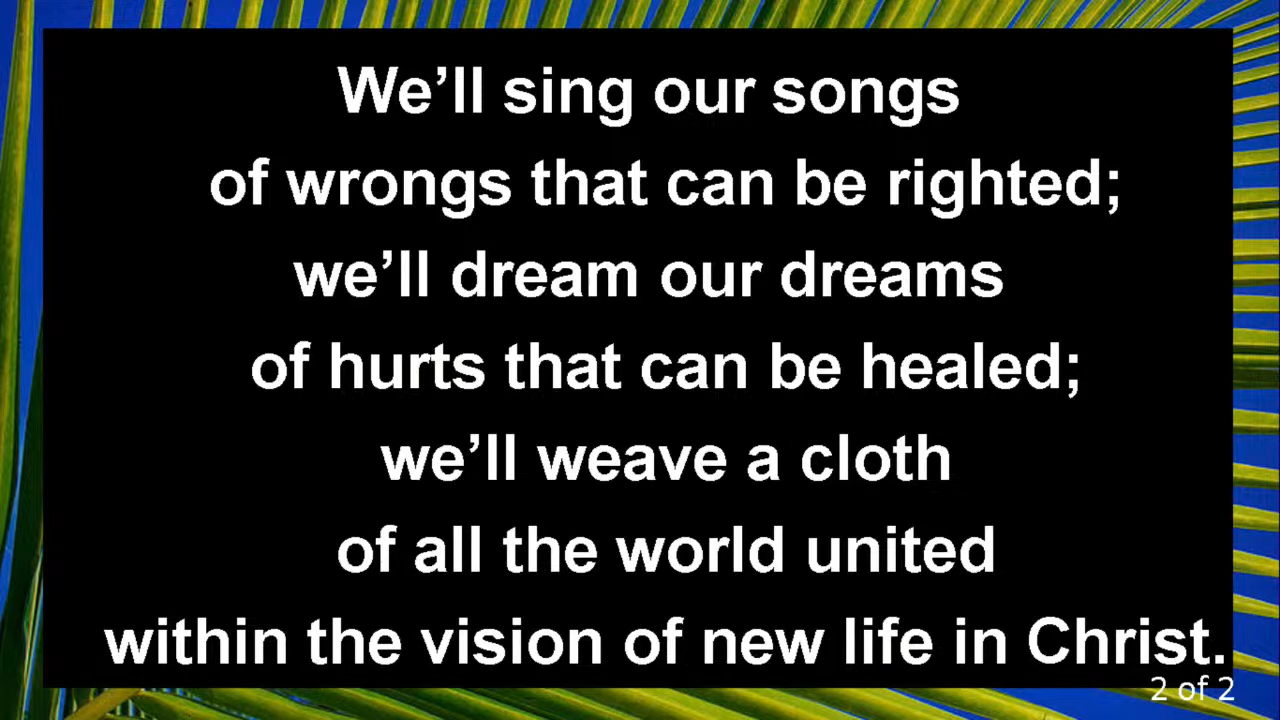 We’ll sing our songs
of wrongs that can be righted;
we’ll dream our dreams
of hurts that can be healed;
we’ll weave a cloth
of all the world united
within the vision of new life in Christ.
2 of 2